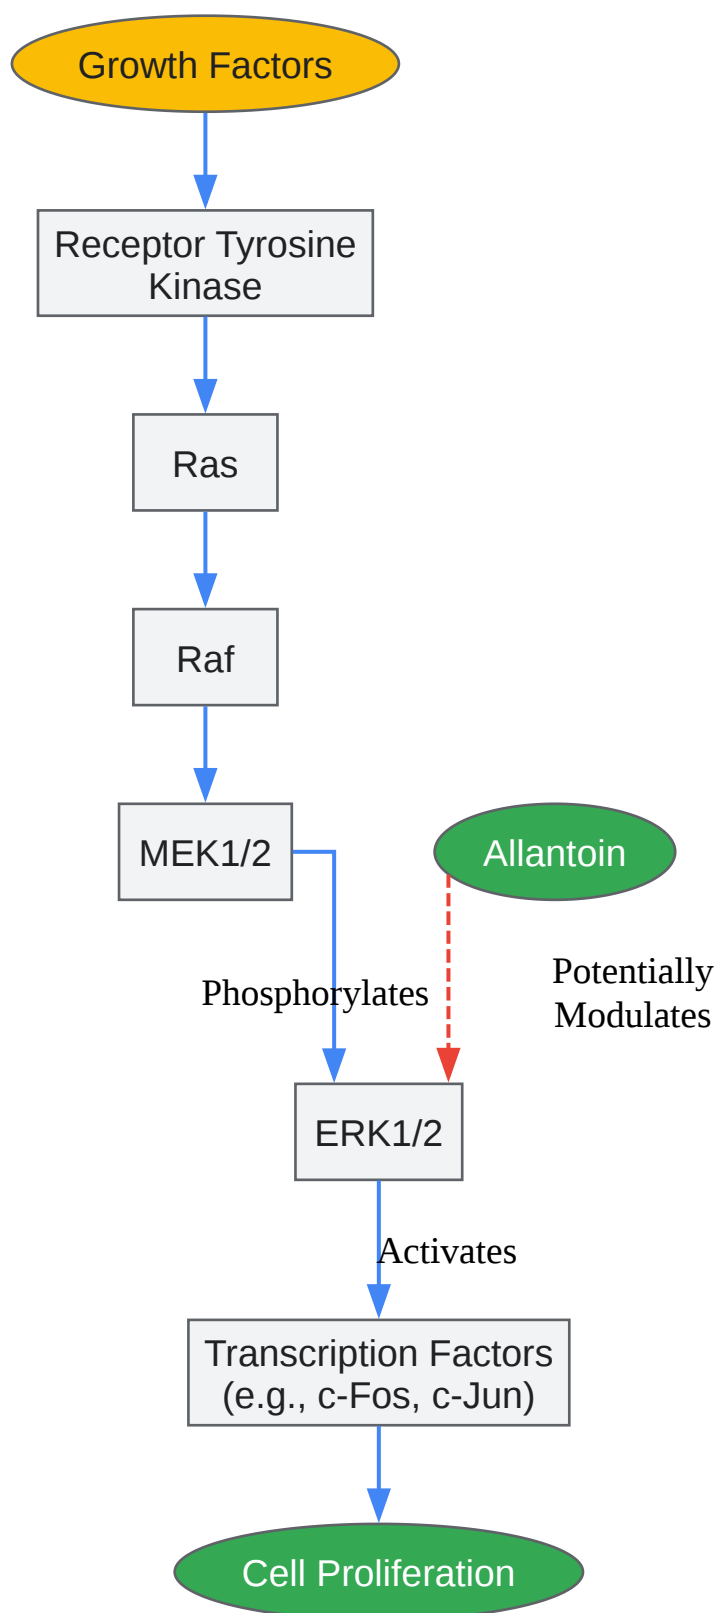 Growth Factors
Receptor Tyrosine
Kinase
Ras
Raf
MEK1/2
Allantoin
Phosphorylates
Potentially
Modulates
ERK1/2
Activates
Transcription Factors
(e.g., c-Fos, c-Jun)
Cell Proliferation